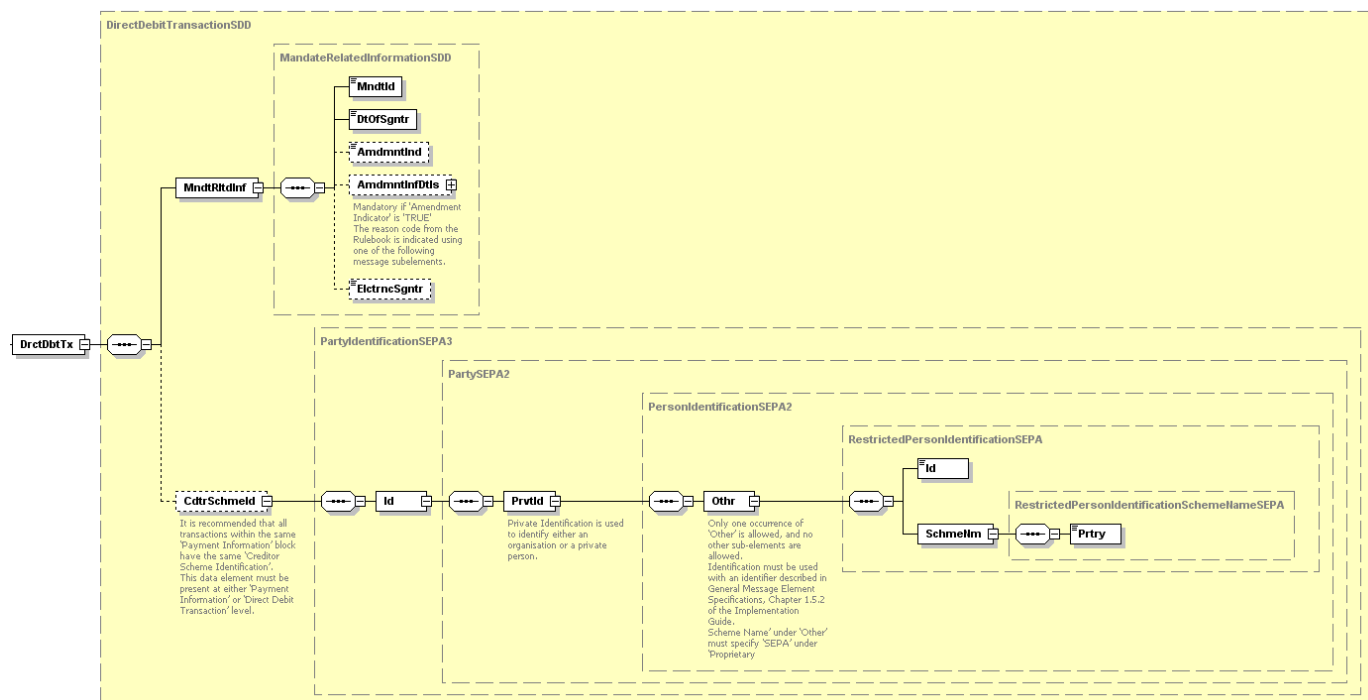 DirectDebitTransactionSDD
MandateRelatedInformationSDD
MndtId
DtOfSgntr
AmdmntInd
MndtRltdInf
AmdmntInfDtls
Mandatory if 'Amendment
Indicator' is 'TRUE'
The reason code from the
Rulebook is indicated using
one of the following
message subelements.
ElctrncSgntr
DrctDbtTx
PartyIdentificationSEPA3
PartySEPA2
PersonIdentificationSEPA2
RestrictedPersonIdentificationSEPA
Id
CdtrSchmeId
Id
PrvtId
Othr
RestrictedPersonIdentificationSchemeNameSEPA
SchmeNm
Prtry
It is recommended that all
transactions within the same
'Payment Information' block
have the same 'Creditor
Scheme Identification'.
This data element must be
present at either 'Payment
Information' or 'Direct Debit
Transaction' level.
Private Identification is used
to identify either an
organisation or a private
person.
Only one occurrence of
'Other' is allowed, and no
other sub-elements are
allowed.
Identification must be used
with an identifier described in
General Message Element
Specifications, Chapter 1.5.2
of the Implementation
Guide.
Scheme Name' under 'Other'
must specify 'SEPA' under
'Proprietary